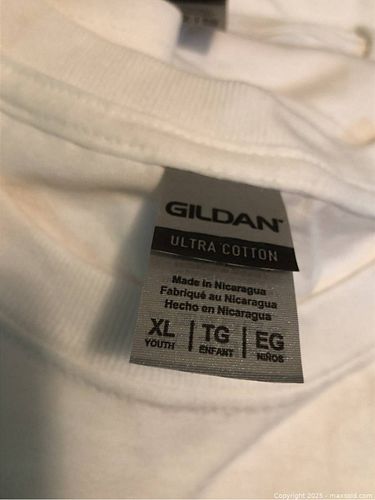 GILDAN
ULTRA COTTON
Made in Nicaragua
Fabriqué au Nicaragua
Hecho en Nicaragua
XL | TG | EG
YOUTH ENFANT NIÑOS
Copyright 2025 - maxsold.com